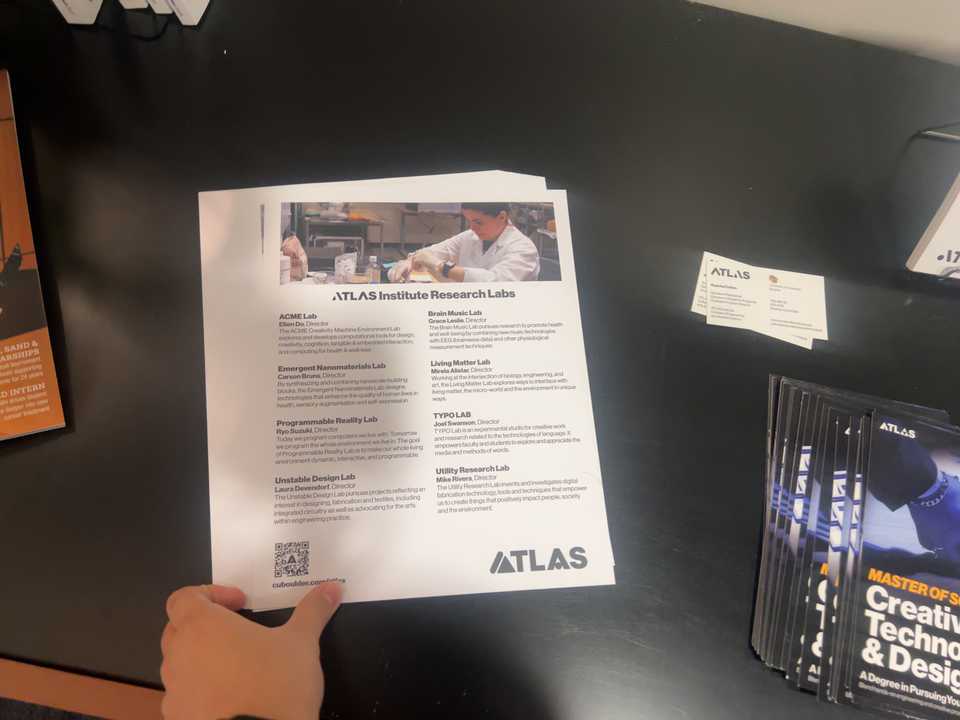 ATLAS Institute Research Labs
ACME Lab
Ellen Do, Director
The ACME Creativity Machine Environment Lab
explores and develops computational tools for design,
creativity, cognition, tangible & embedded interaction,
and computing for health & well-being.
Emergent Nanomaterials Lab
Carson Bruns, Director
By synthesizing and combining nanoscale building
blocks, the Emergent Nanomaterials Lab designs
technologies that enhance the quality of human lives in
health, sensory augmentation and self-expression.
Programmable Reality Lab
Ryo Suzuki, Director
Today we program computers we live with. Tomorrow
we program the whole environment we live in. The goal
of Programmable Reality Lab is to make our whole living
environment dynamic, interactive, and programmable.
Unstable Design Lab
Laura Devendorf, Director
The Unstable Design Lab pursues projects reflecting an
interest in designing, fabrication and textiles, including
integrated circuitry as well as advocating for the arts
within engineering practice.
Brain Music Lab
Grace Leslie, Director
The Brain Music Lab pursues research to promote health
and well-being by combining new music technologies
with EEG (brainwave data) and other physiological
measurement techniques.
Living Matter Lab
Mirela Alistar, Director
Working at the intersection of biology, engineering, and
art, the Living Matter Lab explores ways to interface with
living matter, the micro-world and the environment in unique
ways.
TYPO LAB
Joel Swanson, Director
TYPO Lab is an experimental studio for creative work
and research related to the technologies of language. It
empowers faculty and students to explore and appreciate the
media and methods of words.
Utility Research Lab
Mike Rivera, Director
The Utility Research Lab invents and investigates digital
fabrication technology, tools and techniques that empower
us to create things that positively impact people, society
and the environment.
ATLAS
ATLAS
ATLAS
MASTER OF
Creativ
Techno
& Desig
A Degree in Pursuing You
, SAND &
ARSHIPS
D INTERN
cancer treatment